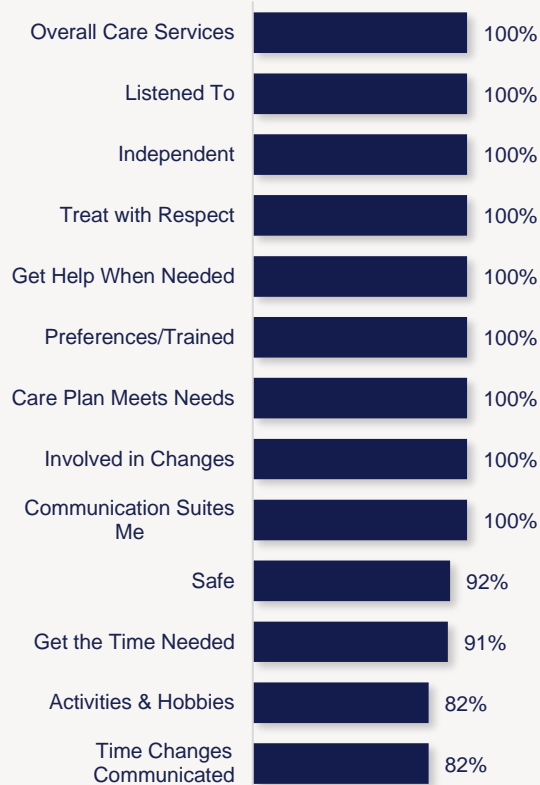 Overall Care Services 100%
Listened To 100%
Independent 100%
Treat with Respect 100%
Get Help When Needed 100%
Preferences/Trained 100%
Care Plan Meets Needs 100%
Involved in Changes 100%
Communication Suites
Me 100%
Safe 92%
Get the Time Needed 91%
Activities & Hobbies 82%
Time Changes
Communicated 82%